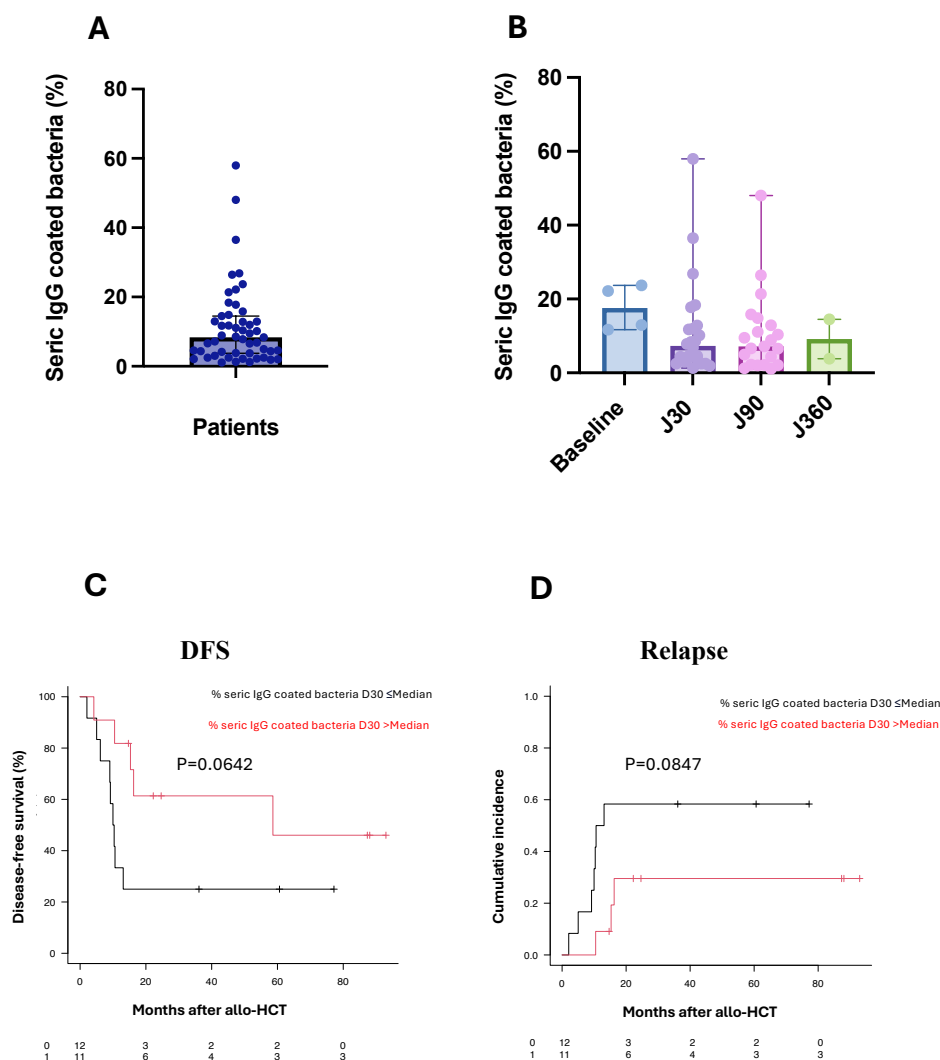 A
Seric IgG coated bacteria (%)
80
60
40
20
0
Patients
B
Seric IgG coated bacteria (%)
80
60
40
20
0
Baseline
J30
J90
J360
C
DFS
% seric IgG coated bacteria D30 ≤Median
% seric IgG coated bacteria D30 >Median
P=0.0642
Disease-free survival (%)
100
80
60
40
20
0
0 20 40 60 80
Months after allo-HCT
0 12 3 2 2 0
1 11 6 4 3 3
D
Relapse
% seric IgG coated bacteria D30 ≤Median
% seric IgG coated bacteria D30 >Median
P=0.0847
Cumulative incidence
1.0
0.8
0.6
0.4
0.2
0.0
0 20 40 60 80
Months after allo-HCT
0 12 3 2 2 0
1 11 6 4 3 3